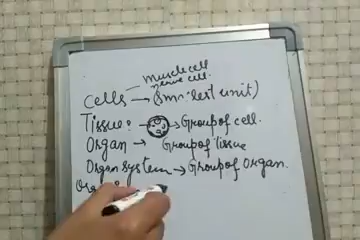 muscle cell
nerve cell.
Cells → (Smallest unit)
Tissue: → Group of cell.
Organ → Group of tissue
Organ system → Group of Organ.